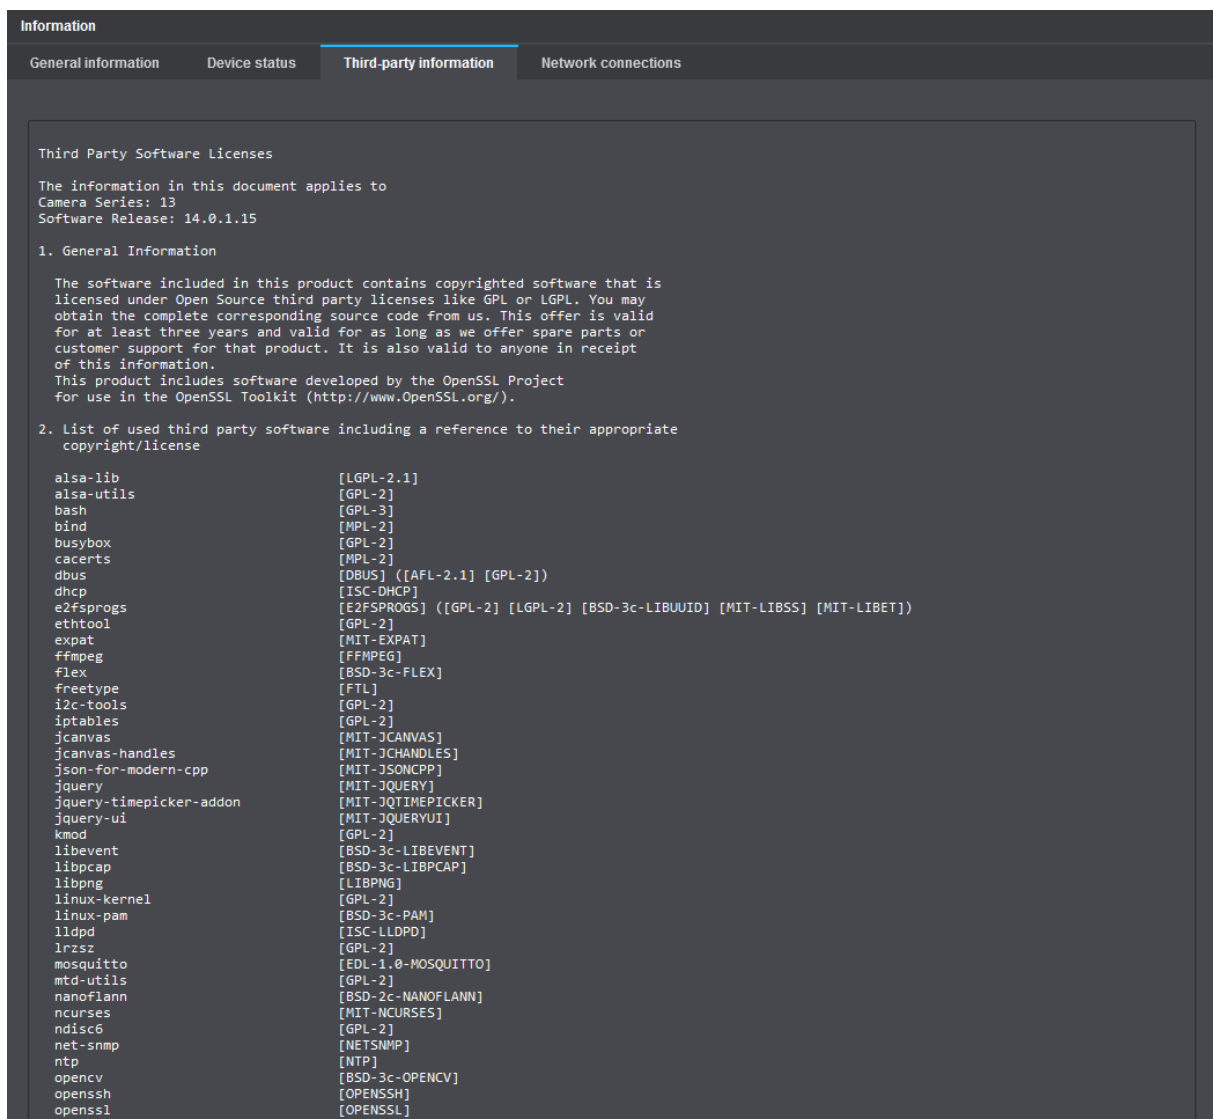 Information
General information Device status Third-party information Network connections
Third Party Software Licenses
The information in this document applies to
Camera Series: 13
Software Release: 14.0.1.15
1. General Information
The software included in this product contains copyrighted software that is
licensed under Open Source third party licenses like GPL or LGPL. You may
obtain the complete corresponding source code from us. This offer is valid
for at least three years and valid for as long as we offer spare parts or
customer support for that product. It is also valid to anyone in receipt
of this information.
This product includes software developed by the OpenSSL Project
for use in the OpenSSL Toolkit (http://www.OpenSSL.org/).
2. List of used third party software including a reference to their appropriate
copyright/license
alsa-lib [LGPL-2.1]
alsa-utils [GPL-2]
bash [GPL-3]
bind [MPL-2]
busybox [GPL-2]
cacerts [MPL-2]
dbus [DBUS] ([AFL-2.1] [GPL-2])
dhcp [ISC-DHCP]
e2fsprogs [E2FSPROGS] ([GPL-2] [LGPL-2] [BSD-3c-LIBUUID] [MIT-LIBSS] [MIT-LIBET])
ethtool [GPL-2]
expat [MIT-EXPAT]
ffmpeg [FFMPEG]
flex [BSD-3c-FLEX]
freetype [FTL]
i2c-tools [GPL-2]
iptables [GPL-2]
jcanvas [MIT-JCANVAS]
jcanvas-handles [MIT-JCHANDLES]
json-for-modern-cpp [MIT-JSONCPP]
jquery [MIT-JQUERY]
jquery-timepicker-addon [MIT-JQTIMEPICKER]
jquery-ui [MIT-JQUERYUI]
kmod [GPL-2]
libevent [BSD-3c-LIBEVENT]
libpcap [BSD-3c-LIBPCAP]
libpng [LIBPNG]
linux-kernel [GPL-2]
linux-pam [BSD-3c-PAM]
lldpd [ISC-LLDPD]
lrzsz [GPL-2]
mosquitto [EDL-1.0-MOSQUITTO]
mtd-utils [GPL-2]
nanoflann [BSD-2c-NANOFLANN]
ncurses [MIT-NCURSES]
ndisc6 [GPL-2]
net-snmp [NETSNMP]
ntp [NTP]
opencv [BSD-3c-OPENCV]
openssh [OPENSSH]
openssl [OPENSSL]